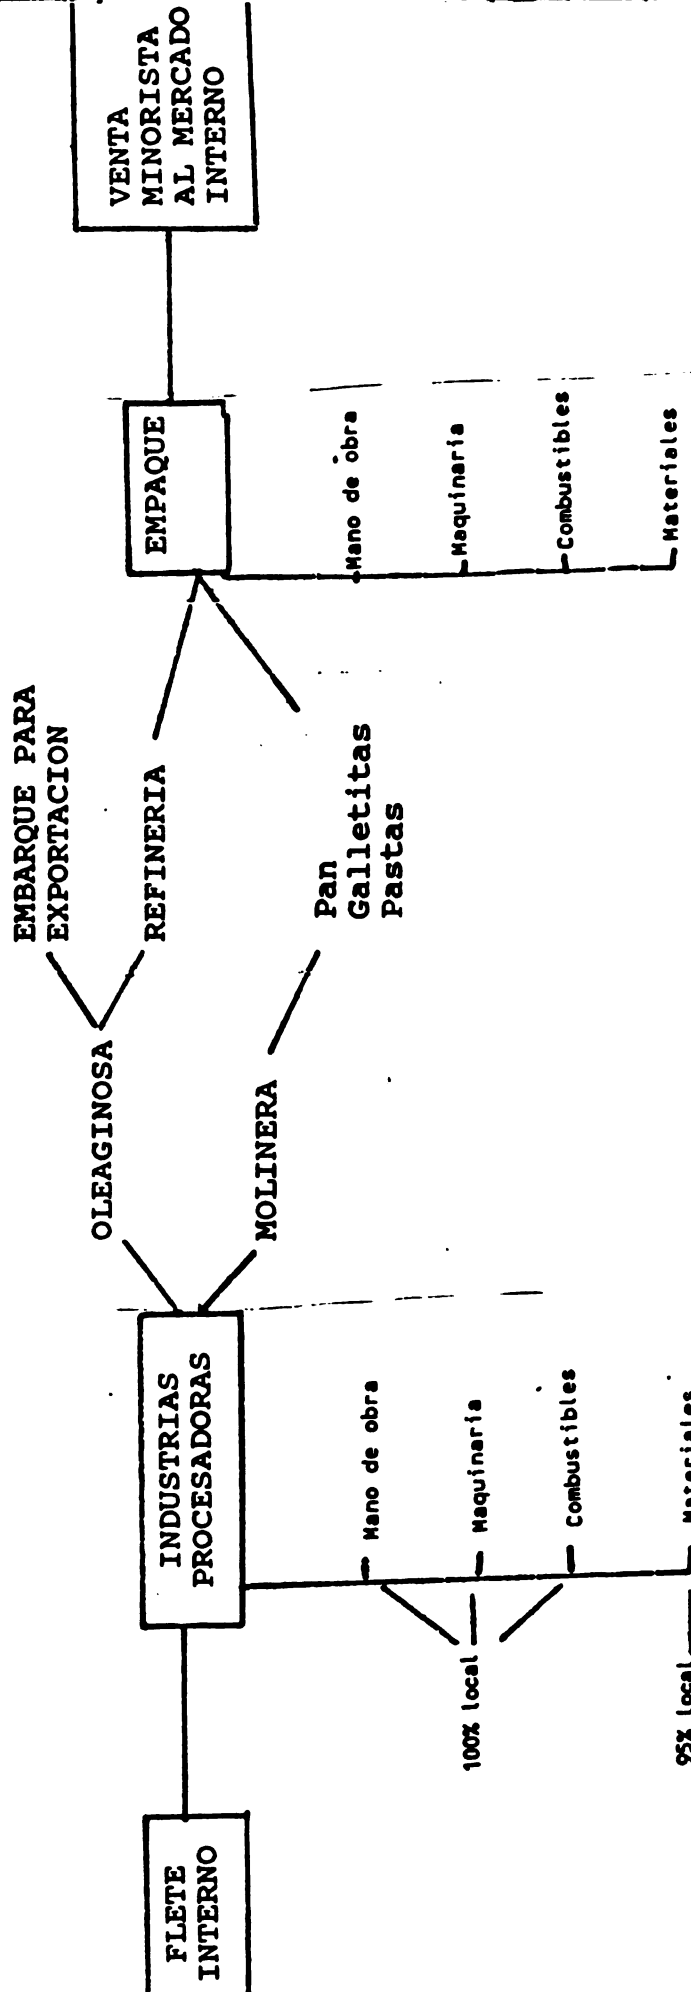 FLETE
INTERNO
INDUSTRIAS
PROCESADORAS
Mano de obra
Maquinaria
Combustibles
Materiales
100% local
95% local
OLEAGINOSA
MOLINERA
EMBARQUE PARA
EXPORTACION
REFINERIA
Pan
Galletitas
Pastas
EMPAQUE
Mano de obra
Maquinaria
Combustibles
Materiales
VENTA
MINORISTA
AL MERCADO
INTERNO